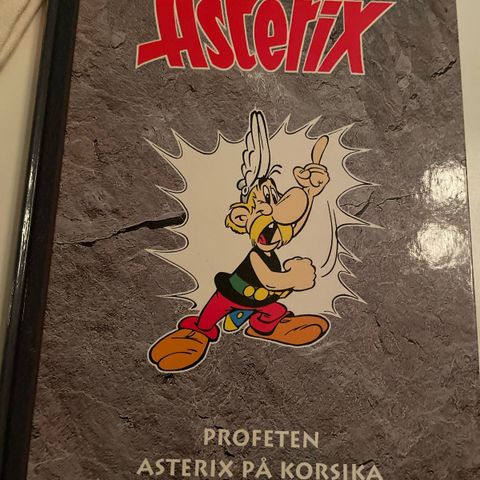 Asterix
PROFETEN
ASTERIX PÅ KORSIKA